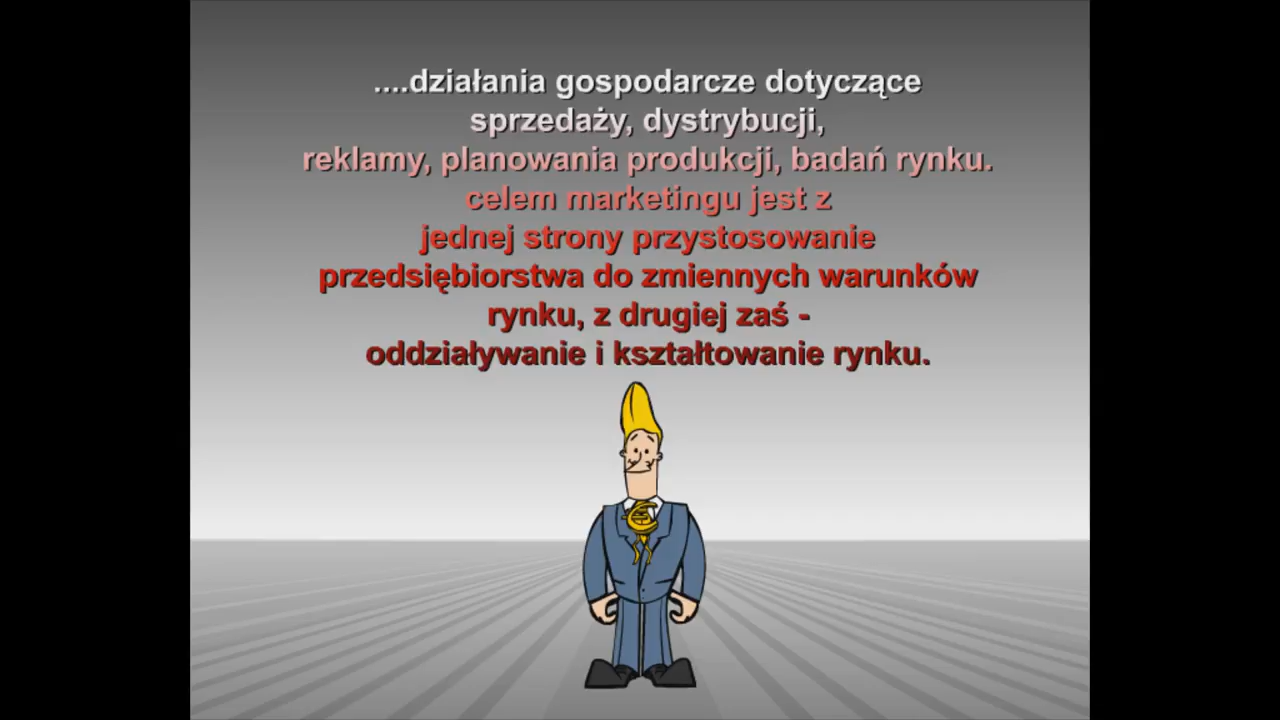 ....działania gospodarcze dotyczące
sprzedaży, dystrybucji,
reklamy, planowania produkcji, badań rynku.
celem marketingu jest z
jednej strony przystosowanie
przedsiębiorstwa do zmiennych warunków
rynku, z drugiej zaś -
oddziaływanie i kształtowanie rynku.